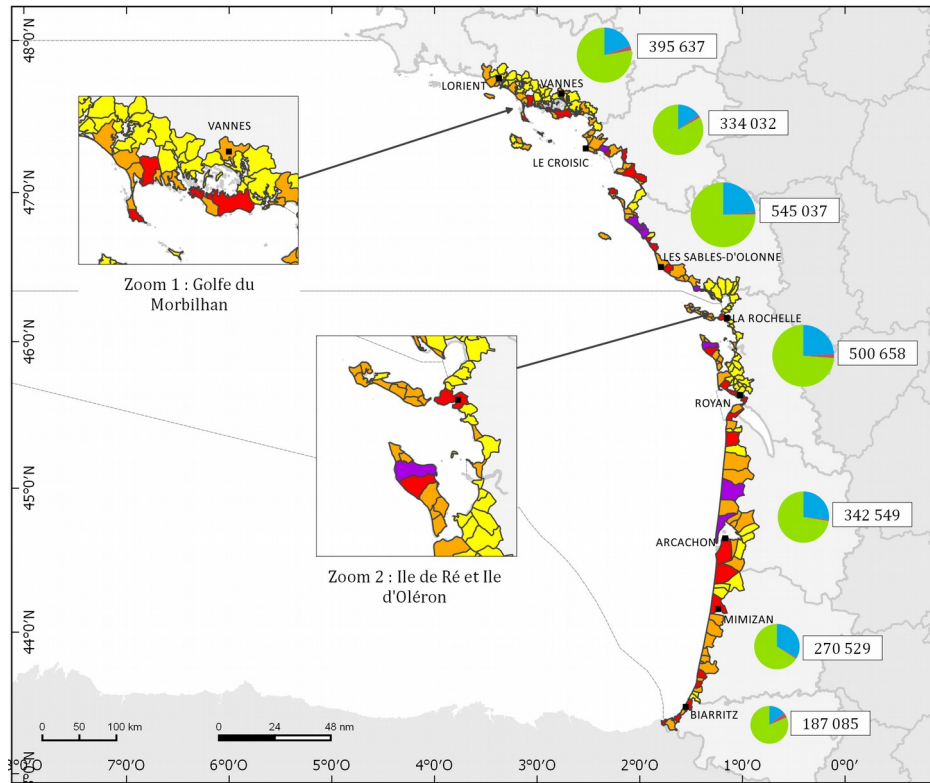 48°0'N
395 637
LORIENT
VANNES
334 032
VANNES
LE CROISIC
47°0'N
545 037
LES SABLES-D'OLONNE
Zoom 1 : Golfe du
Morbilhan
LA ROCHELLE
46°0'N
500 658
ROYAN
45°0'N
342 549
ARCACHON
Zoom 2 : Ile de Ré et Ile
d'Oléron
44°0'N
MIMIZAN
270 529
BIARRITZ
187 085
0 50 100 km
0 24 48 nm
°0'N
°0'O 7°0'O 6°0'O 5°0'O 4°0'O 3°0'O 2°0'O 1°0'O 0°0'